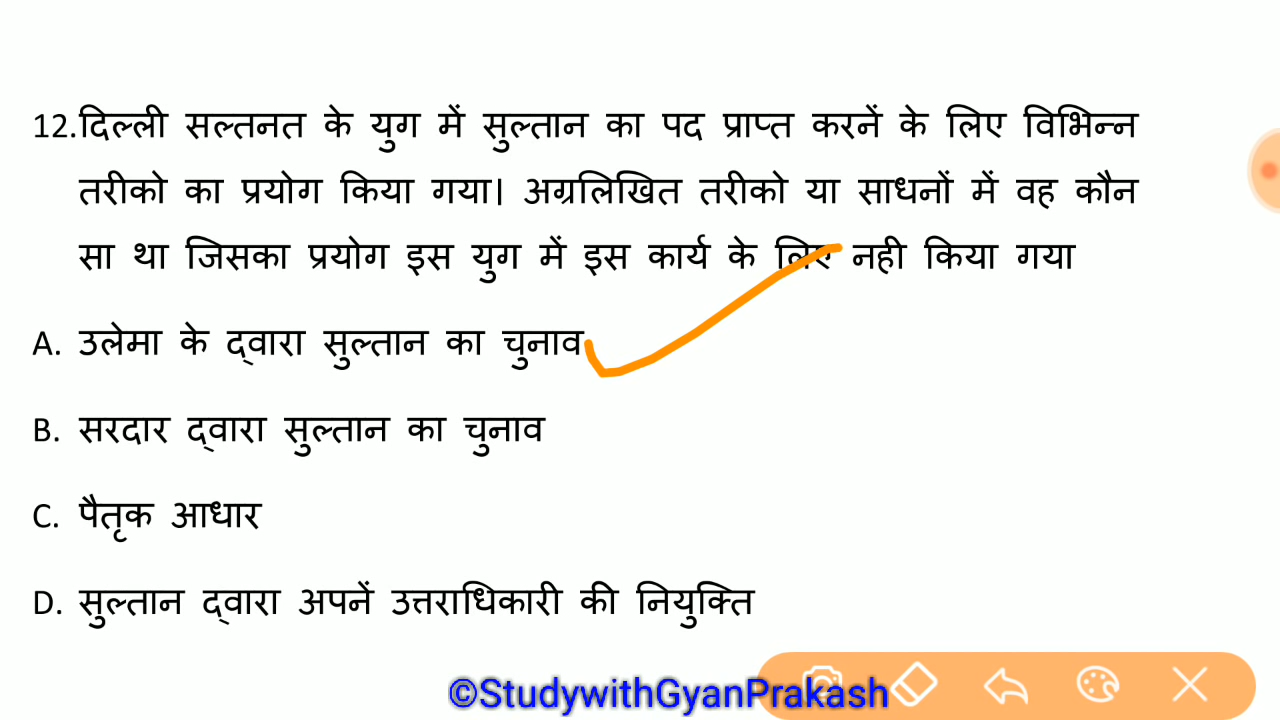 12.दिल्ली सल्तनत के युग में सुल्तान का पद प्राप्त करनें के लिए विभिन्न
तरीको का प्रयोग किया गया। अग्रलिखित तरीको या साधनों में वह कौन
सा था जिसका प्रयोग इस युग में इस कार्य के लिए नही किया गया
A. उलेमा के द्वारा सुल्तान का चुनाव
B. सरदार द्वारा सुल्तान का चुनाव
C. पैतृक आधार
D. सुल्तान द्वारा अपनें उत्तराधिकारी की नियुक्ति
©StudywithGyanPrakash